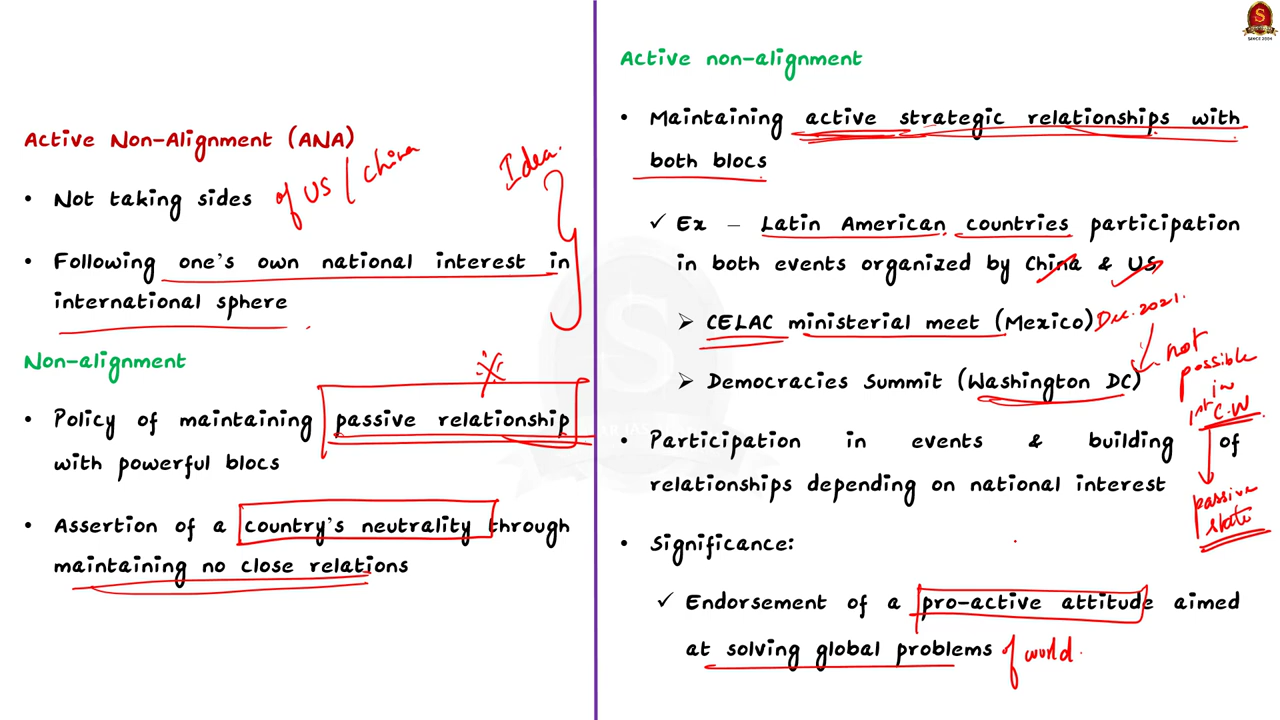 Active Non-Alignment (ANA)
• Not taking sides of US / China
• Following one's own national interest in
international sphere
Idea.
Non-alignment
• Policy of maintaining passive relationship
with powerful blocs
• Assertion of a country's neutrality through
maintaining no close relations
Active non-alignment
• Maintaining active strategic relationships with
both blocs
✓ Ex – Latin American countries participation
in both events organized by China & US
➢ CELAC ministerial meet (Mexico) Dec. 2021.
➢ Democracies Summit (Washington DC)
not
possible
in
1st C.W
passive
state
• Participation in events & building of
relationships depending on national interest
• Significance:
✓ Endorsement of a pro-active attitude aimed
at solving global problems of world.
S
SINCE 2004